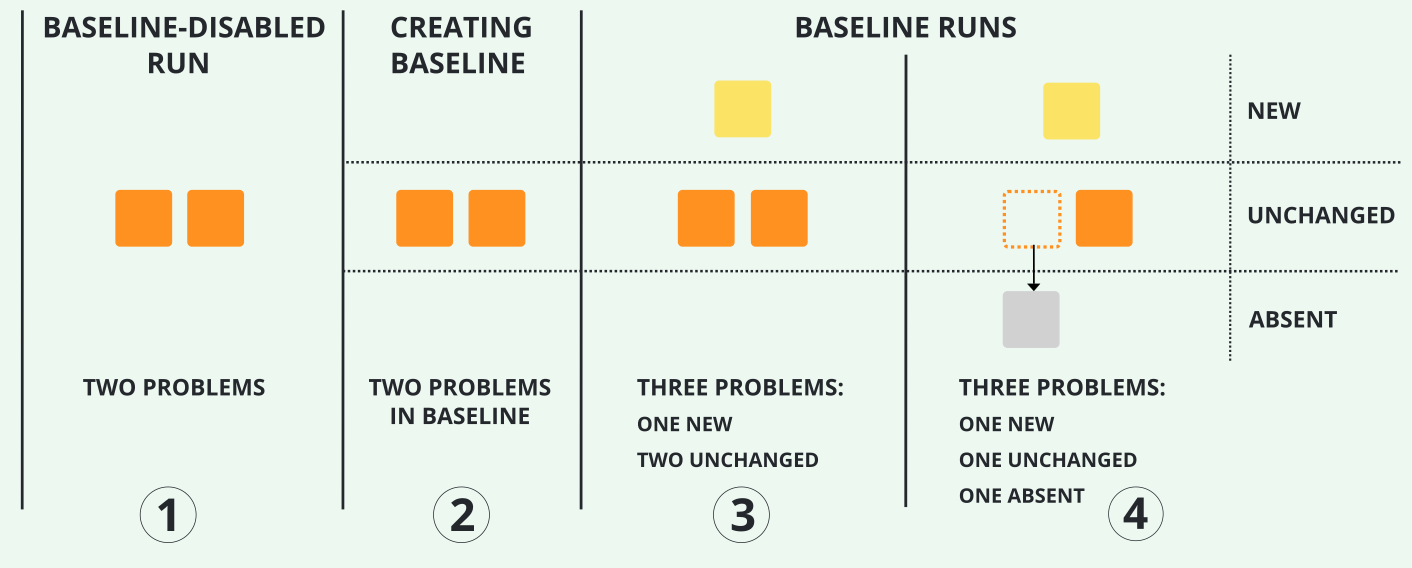 BASELINE-DISABLED
RUN
CREATING
BASELINE
BASELINE RUNS
NEW
UNCHANGED
ABSENT
TWO PROBLEMS
TWO PROBLEMS
IN BASELINE
THREE PROBLEMS:
ONE NEW
TWO UNCHANGED
THREE PROBLEMS:
ONE NEW
ONE UNCHANGED
ONE ABSENT
1
2
3
4